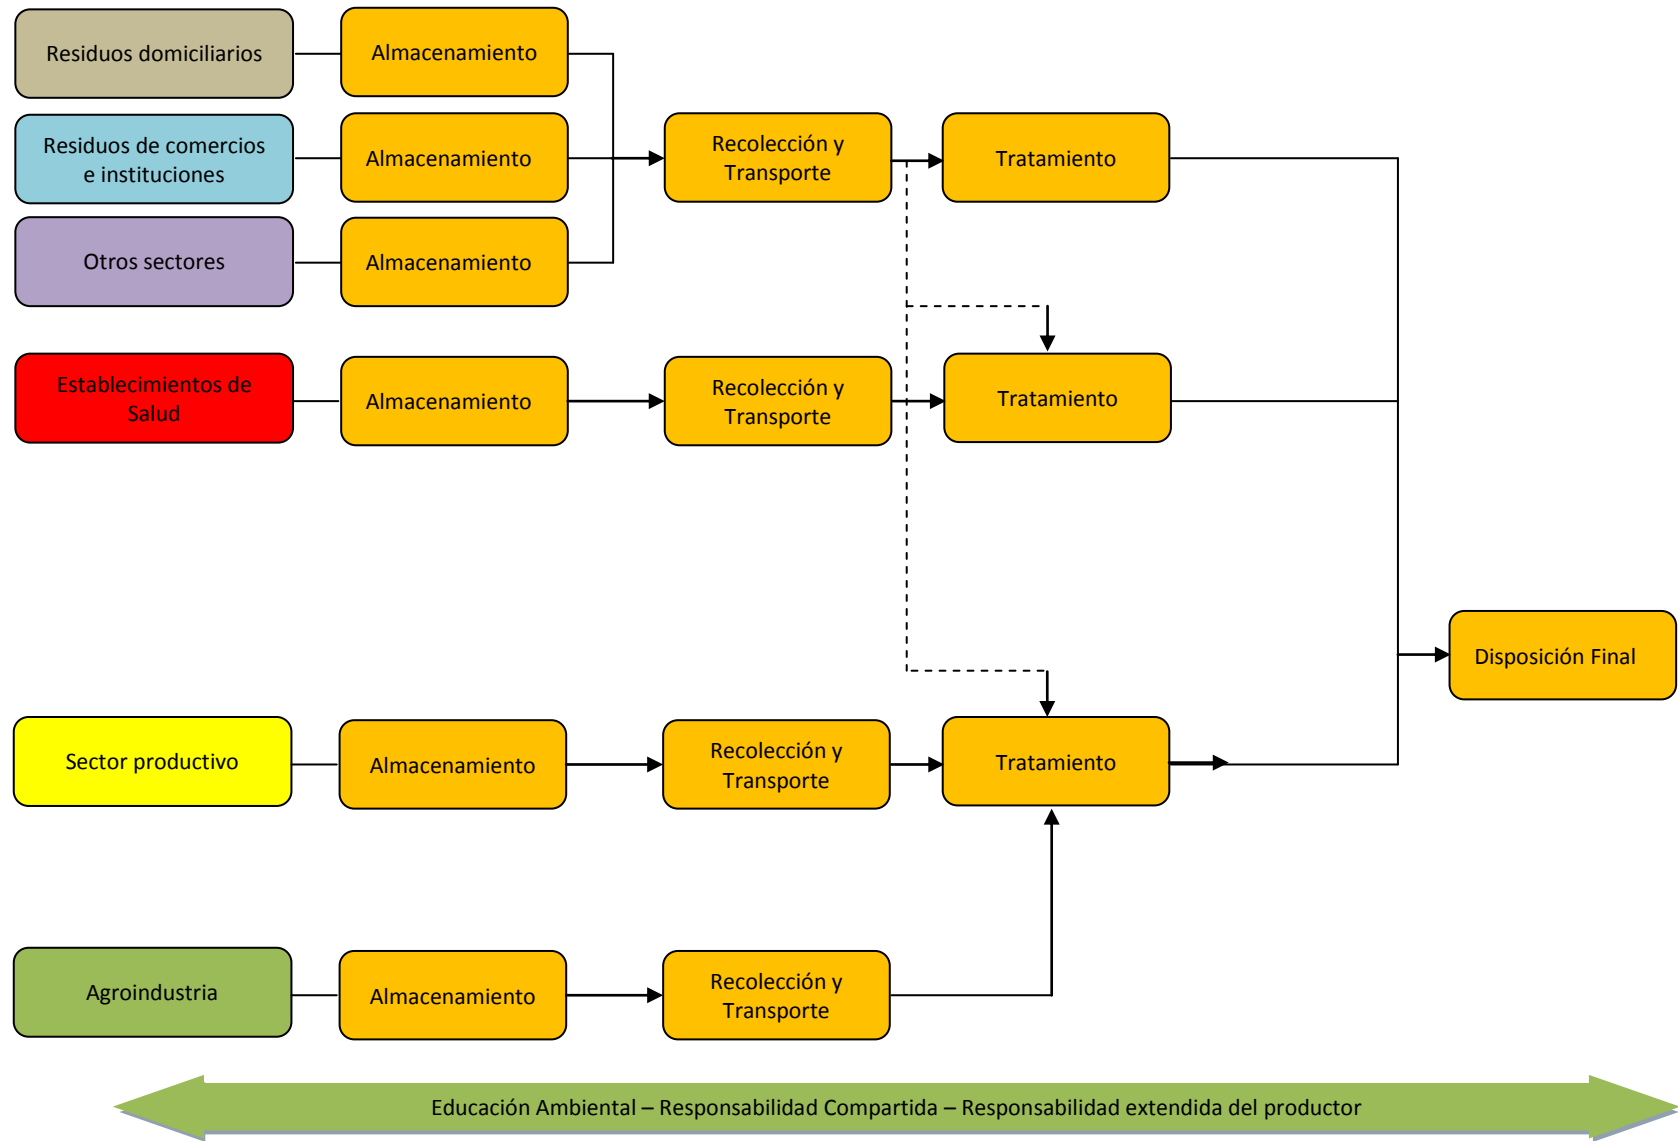 Residuos domiciliarios
Almacenamiento
Residuos de comercios
e instituciones
Almacenamiento
Recolección y
Transporte
Tratamiento
Otros sectores
Almacenamiento
Establecimientos de
Salud
Almacenamiento
Recolección y
Transporte
Tratamiento
Disposición Final
Sector productivo
Almacenamiento
Recolección y
Transporte
Tratamiento
Agroindustria
Almacenamiento
Recolección y
Transporte
Educación Ambiental – Responsabilidad Compartida – Responsabilidad extendida del productor